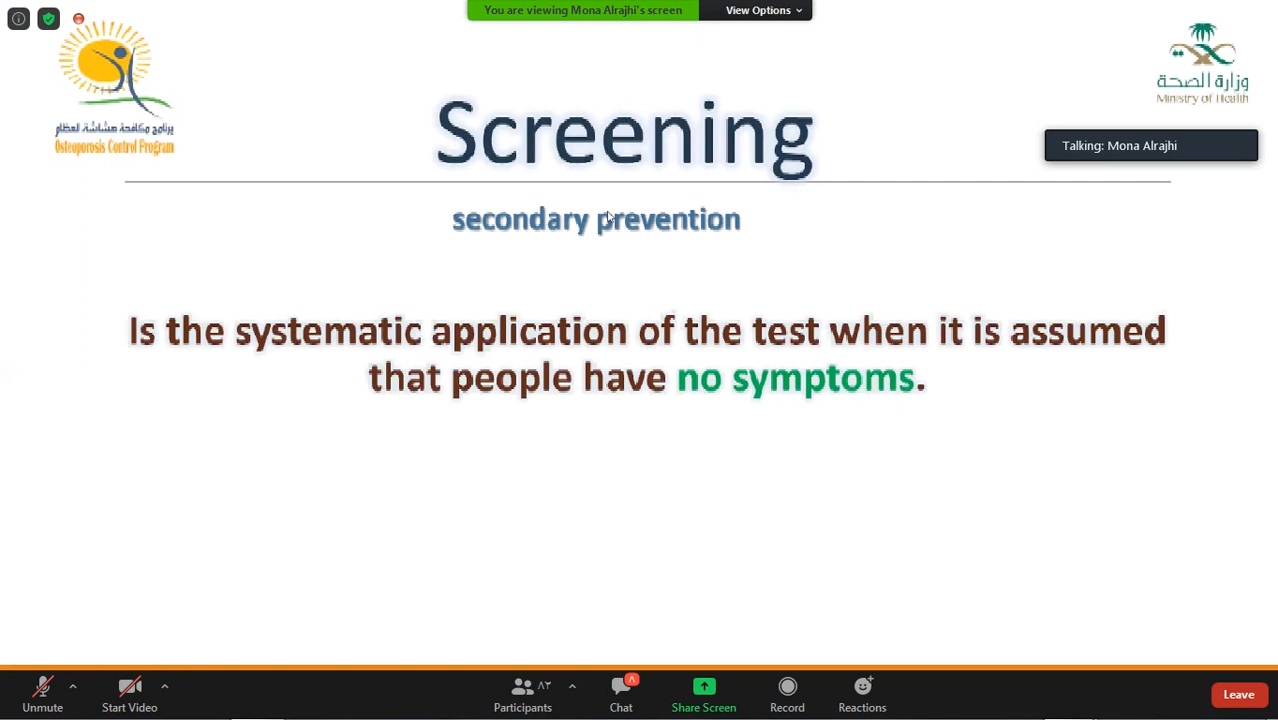 You are viewing Mona Alrajhi's screen
View Options
برنامج مكافحة هشاشة العظام
Osteoporosis Control Program
وزارة الصحة
Ministry of Health
Talking: Mona Alrajhi
Screening
secondary prevention
Is the systematic application of the test when it is assumed
that people have no symptoms.
Unmute
Start Video
٨٢
Participants
٨
Chat
Share Screen
Record
Reactions
Leave